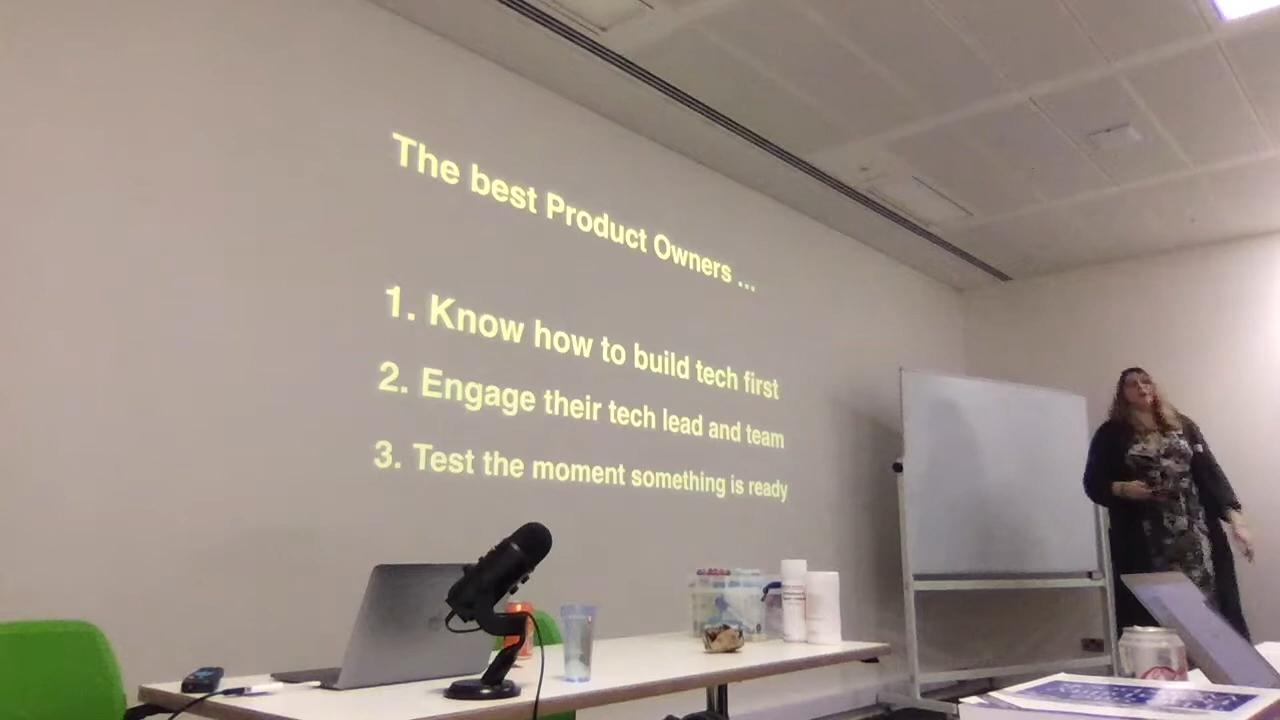 The best Product Owners ...
1. Know how to build tech first
2. Engage their tech lead and team
3. Test the moment something is ready